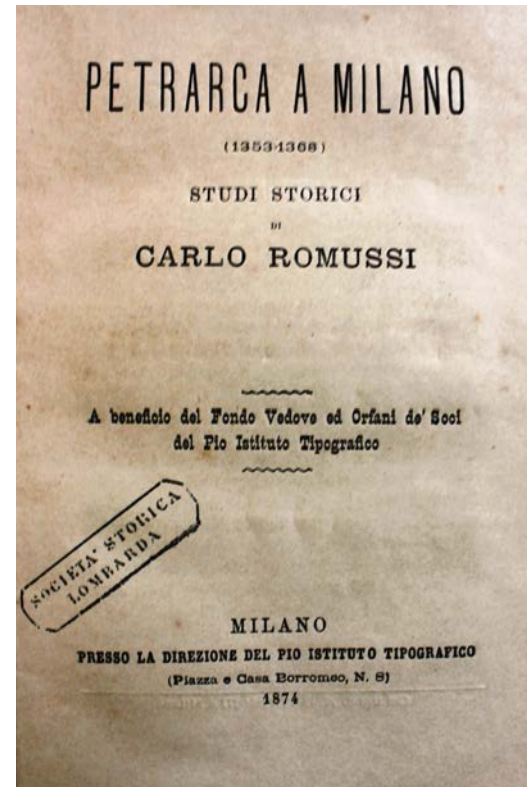 PETRARCA A MILANO
(1353-1368)
STUDI STORICI
DI
CARLO ROMUSSI
A beneficio del Fondo Vedove ed Orfani de' Soci
del Pio Istituto Tipografico
SOCIETA' STORICA
LOMBARDA
MILANO
PRESSO LA DIREZIONE DEL PIO ISTITUTO TIPOGRAFICO
(Piazza e Casa Borromeo, N. 8)
1874